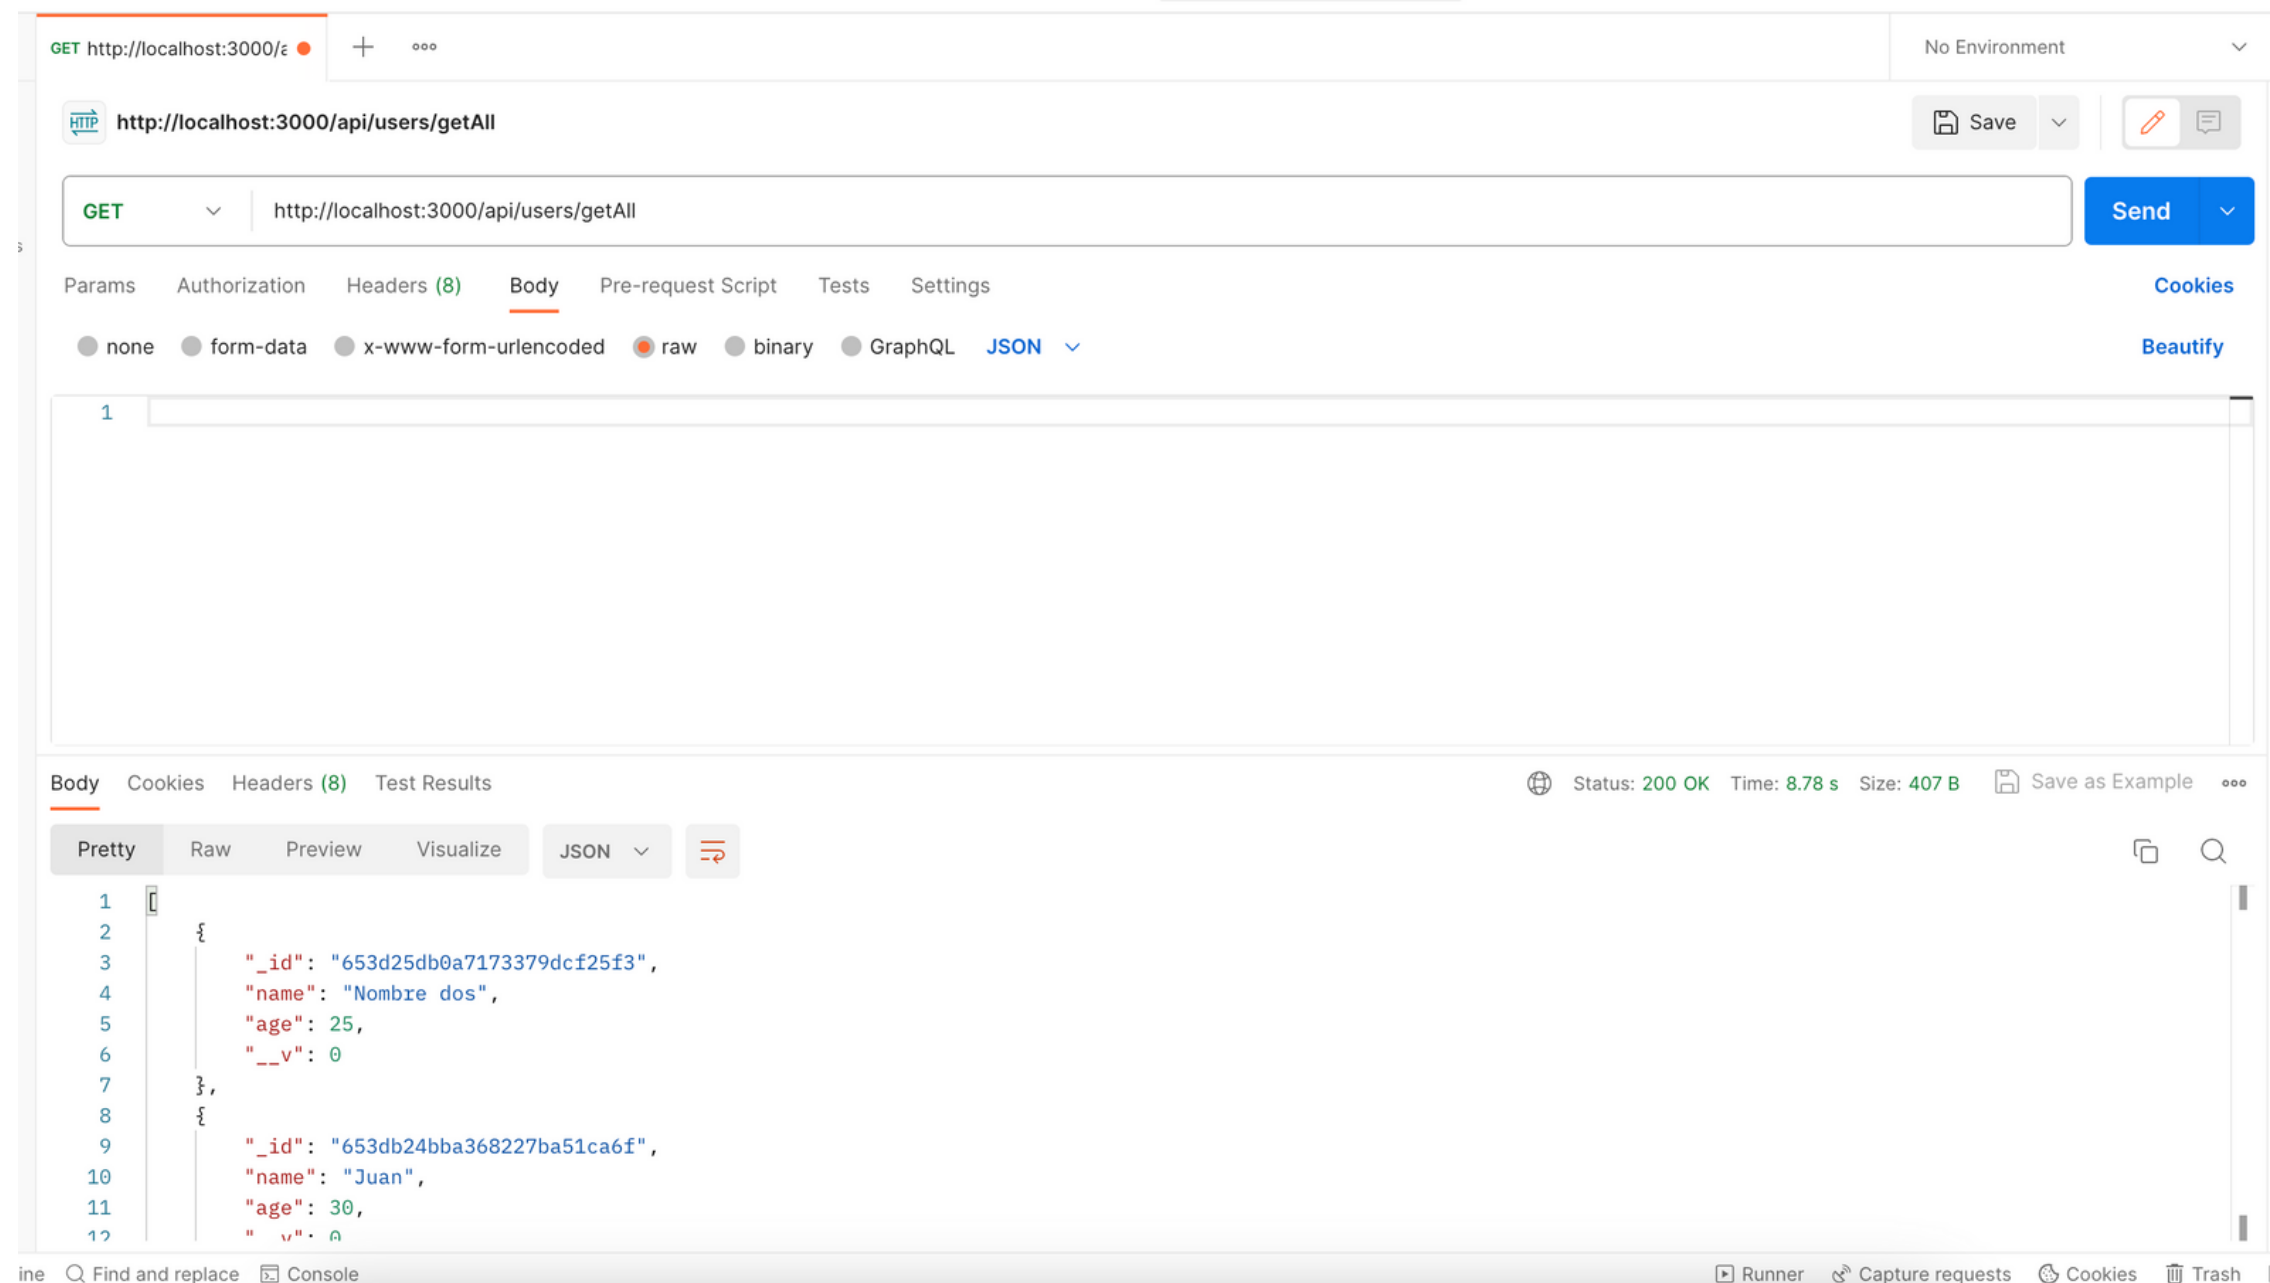 GET http://localhost:3000/a
No Environment
HTTP http://localhost:3000/api/users/getAll
Save
GET http://localhost:3000/api/users/getAll
Send
s
Params Authorization Headers (8) Body Pre-request Script Tests Settings
Cookies
none form-data x-www-form-urlencoded raw binary GraphQL JSON
Beautify
1
Body Cookies Headers (8) Test Results
Status: 200 OK Time: 8.78 s Size: 407 B Save as Example
Pretty Raw Preview Visualize JSON
1 [
2 {
3 "_id": "653d25db0a7173379dcf25f3",
4 "name": "Nombre dos",
5 "age": 25,
6 "__v": 0
7 },
8 {
9 "_id": "653db24bba368227ba51ca6f",
10 "name": "Juan",
11 "age": 30,
12 "__v": 0
ine Find and replace Console
Runner Capture requests Cookies Trash